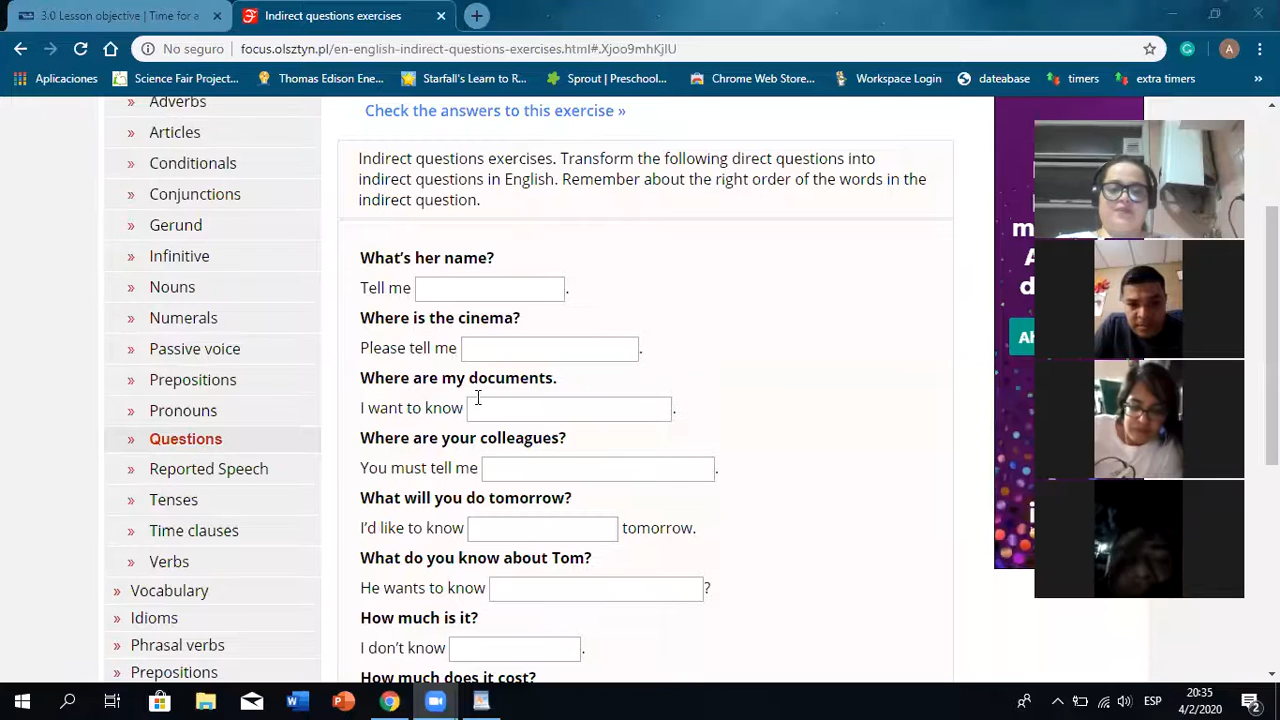 3.0 Lesson objective | Time for a
Indirect questions exercises
No seguro
focus.olsztyn.pl/en-english-indirect-questions-exercises.html#.Xjoo9mhKjIU
A
Aplicaciones
Science Fair Project...
Thomas Edison Ene...
Starfall's Learn to R...
Sprout | Preschool...
Chrome Web Store...
Workspace Login
dateabase
timers
extra timers
»
» Adverbs
» Articles
» Conditionals
» Conjunctions
» Gerund
» Infinitive
» Nouns
» Numerals
» Passive voice
» Prepositions
» Pronouns
» Questions
» Reported Speech
» Tenses
» Time clauses
» Verbs
» Vocabulary
» Idioms
» Phrasal verbs
» Prepositions
Check the answers to this exercise »
Indirect questions exercises. Transform the following direct questions into
indirect questions in English. Remember about the right order of the words in the
indirect question.
What's her name?
Tell me .
Where is the cinema?
Please tell me .
Where are my documents.
I want to know .
Where are your colleagues?
You must tell me .
What will you do tomorrow?
I'd like to know tomorrow.
What do you know about Tom?
He wants to know ?
How much is it?
I don't know .
How much does it cost?
ESP
20:35
4/2/2020
2